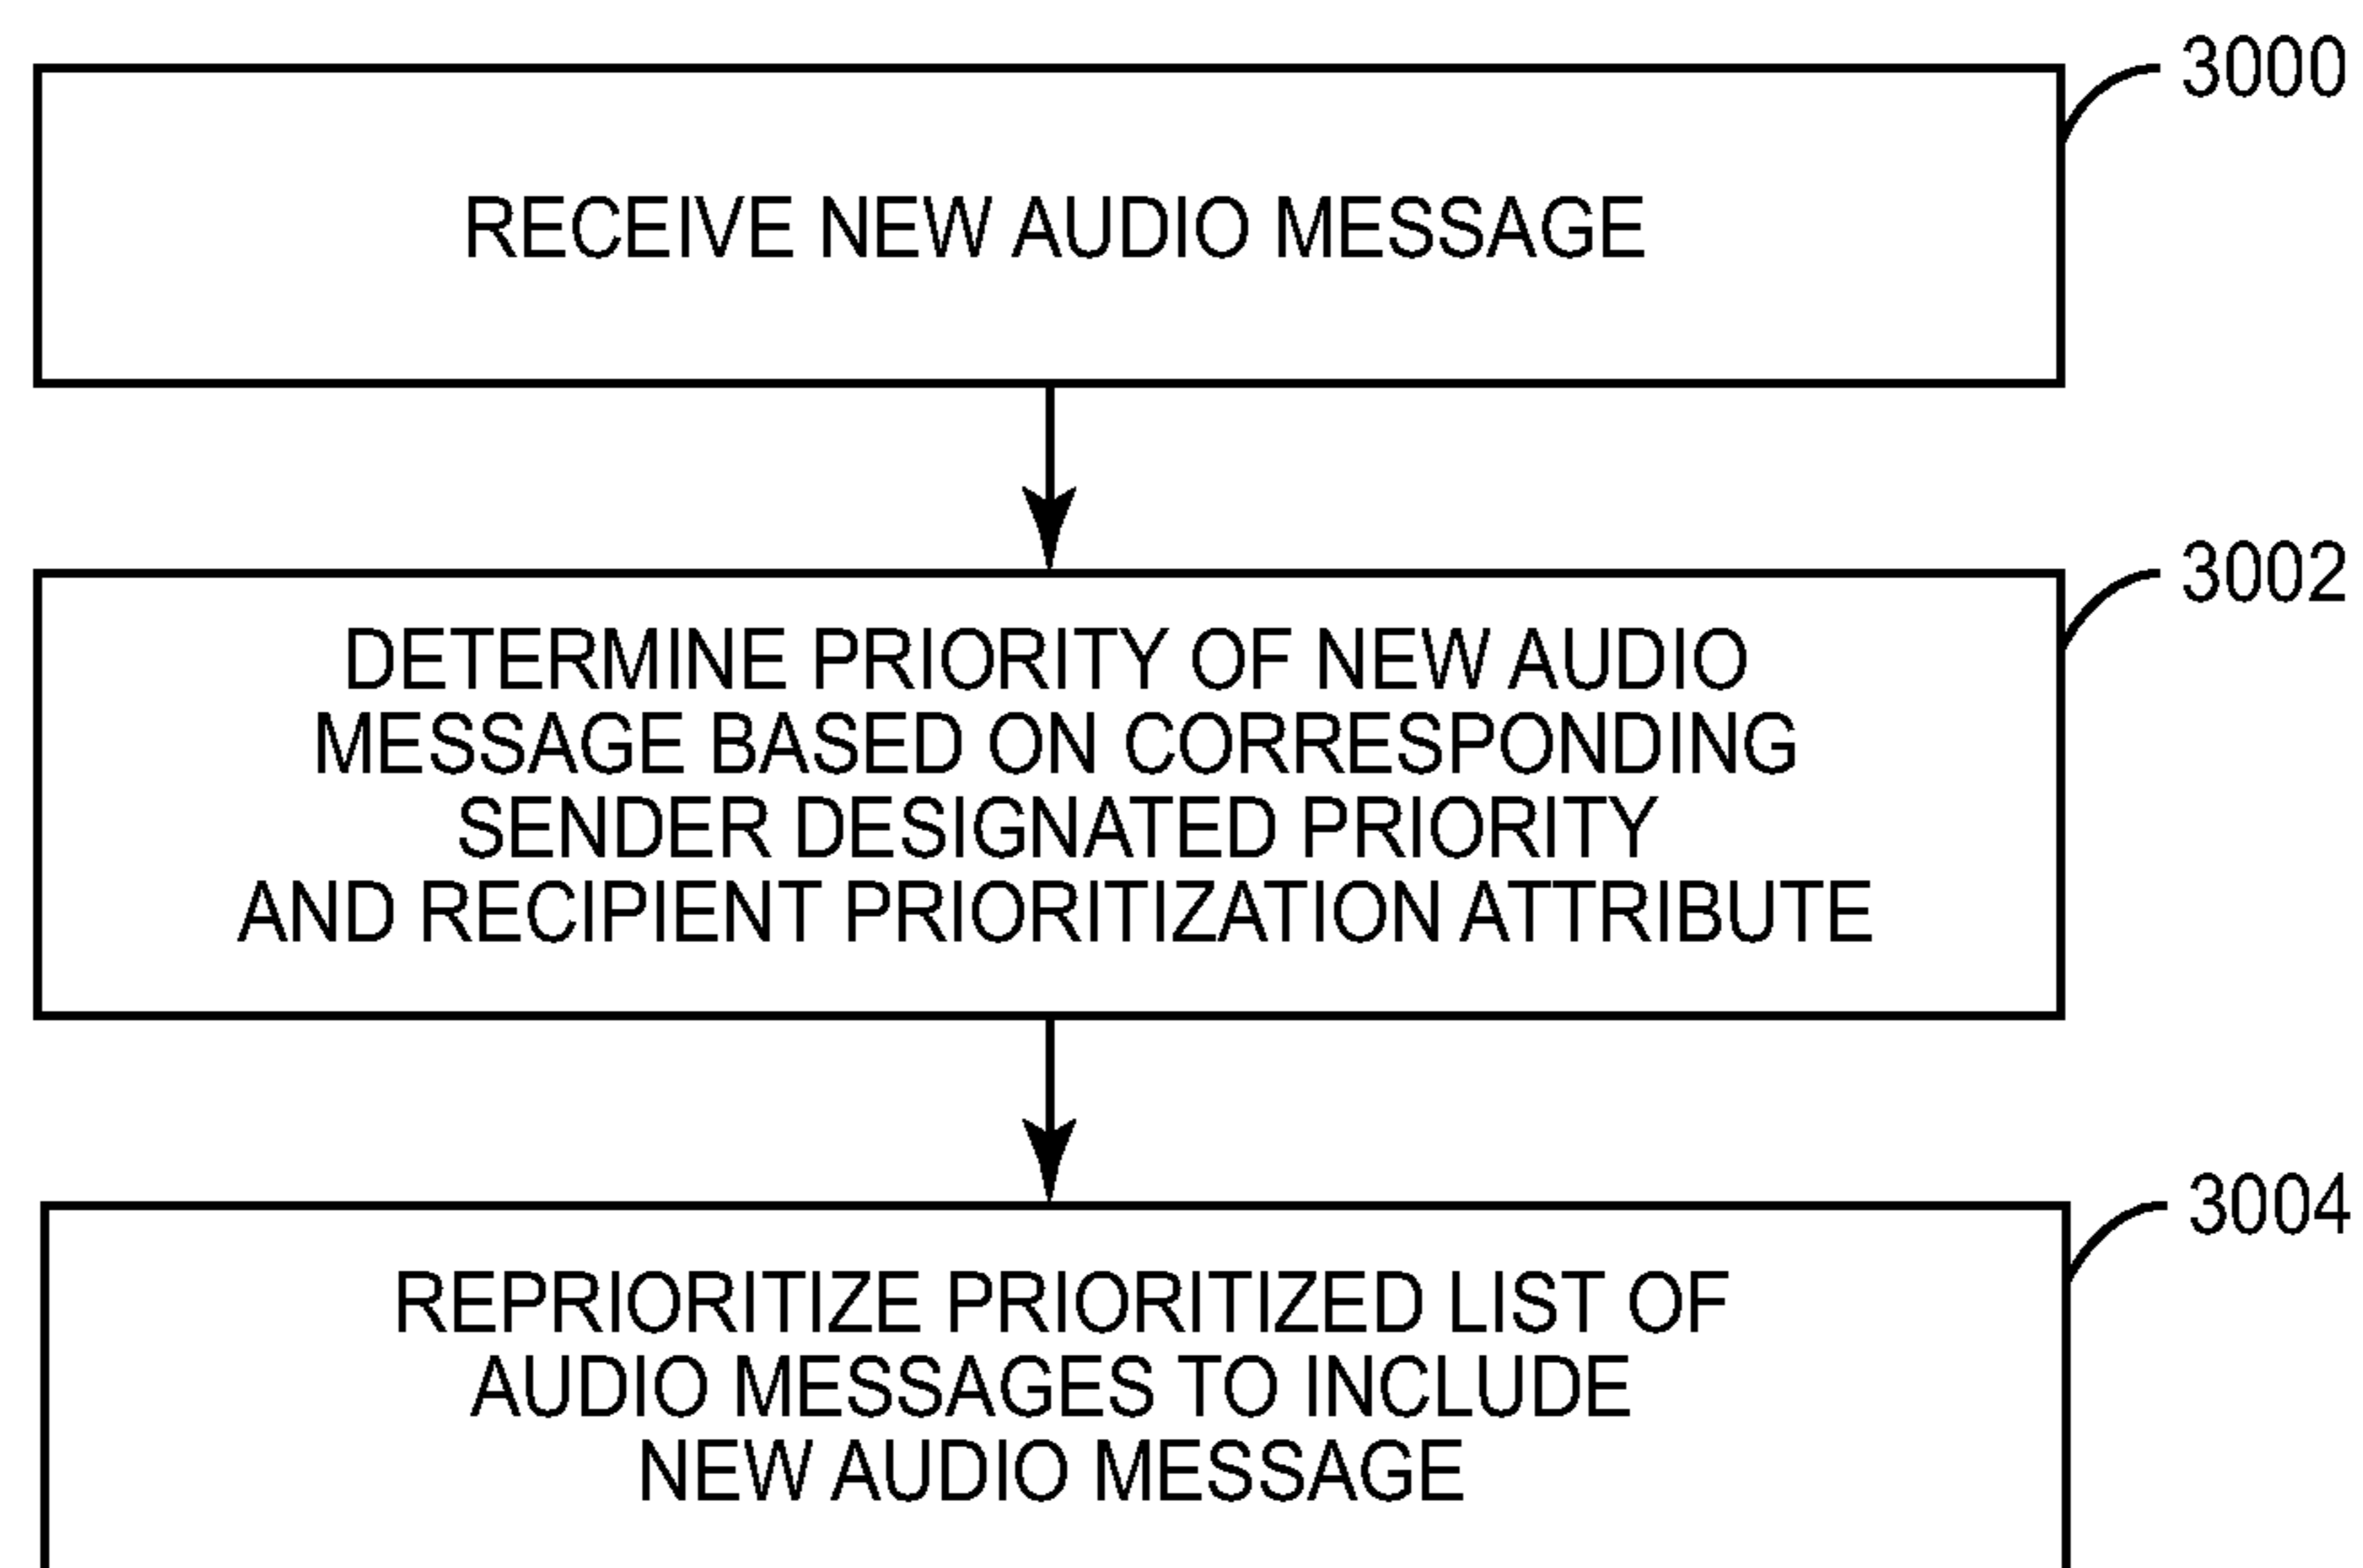 3000
RECEIVE NEW AUDIO MESSAGE
3002
DETERMINE PRIORITY OF NEW AUDIO
MESSAGE BASED ON CORRESPONDING
SENDER DESIGNATED PRIORITY
AND RECIPIENT PRIORITIZATION ATTRIBUTE
3004
REPRIORITIZE PRIORITIZED LIST OF
AUDIO MESSAGES TO INCLUDE
NEW AUDIO MESSAGE